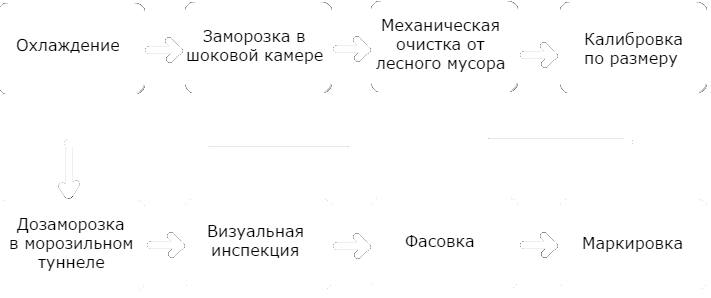 Охлаждение
Заморозка в
шоковой камере
Механическая
очистка от
лесного мусора
Калибровка
по размеру
Дозаморозка
в морозильном
туннеле
Визуальная
инспекция
Фасовка
Маркировка